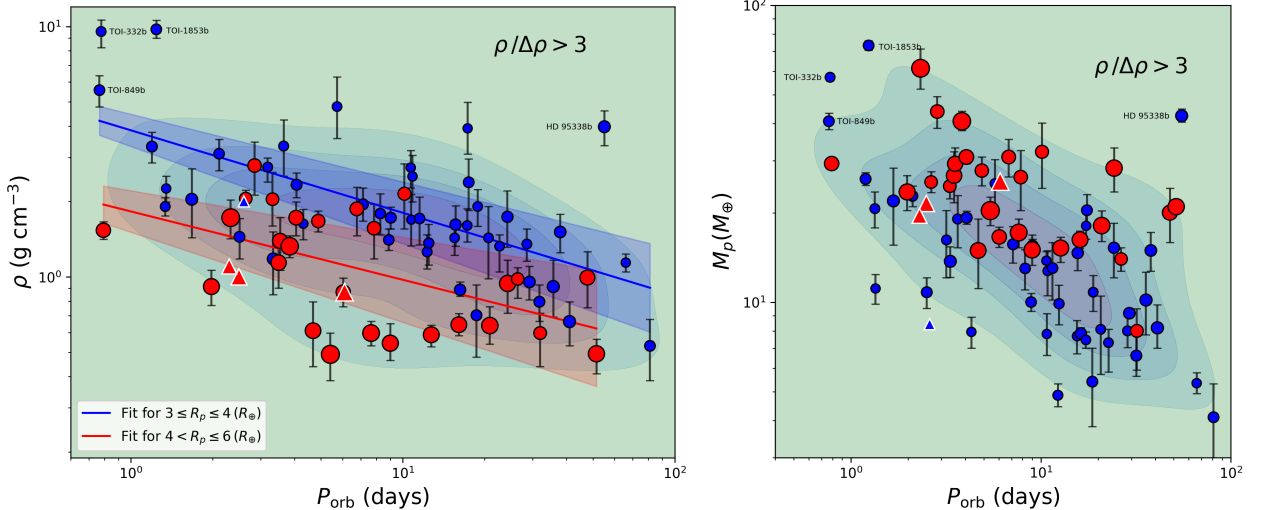 10¹
TOI-332b
TOI-1853b
ρ / Δρ > 3
TOI-849b
HD 95338b
ρ (g cm⁻³)
10⁰
Fit for 3 ≤ Rₚ ≤ 4 (R⊕)
Fit for 4 < Rₚ ≤ 6 (R⊕)
10⁰
10¹
10²
P_orb (days)
10²
TOI-1853b
TOI-332b
ρ / Δρ > 3
TOI-849b
HD 95338b
Mₚ(M⊕)
10¹
10⁰
10¹
10²
P_orb (days)